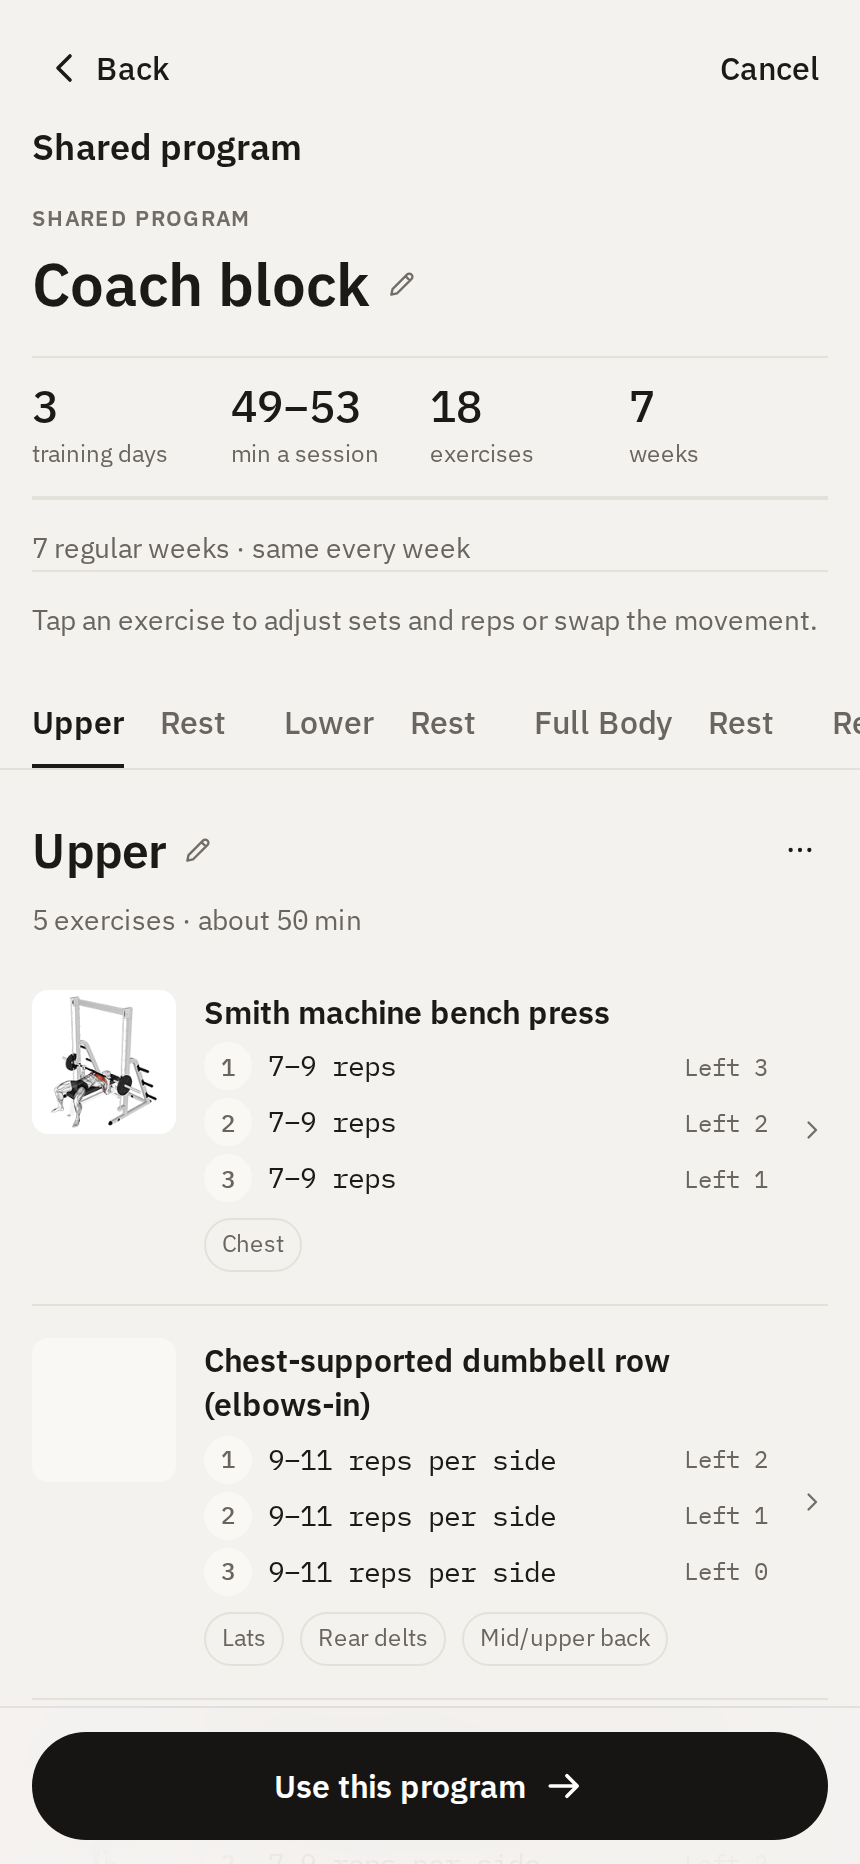 Back
Cancel
Shared program
SHARED PROGRAM
Coach block
3
training days
49–53
min a session
18
exercises
7
weeks
7 regular weeks · same every week
Tap an exercise to adjust sets and reps or swap the movement.
Upper Rest Lower Rest Full Body Rest Re
Upper
...
5 exercises · about 50 min
Smith machine bench press
1 7–9 reps Left 3
2 7–9 reps Left 2
3 7–9 reps Left 1
Chest
Chest-supported dumbbell row
(elbows-in)
1 9–11 reps per side Left 2
2 9–11 reps per side Left 1
3 9–11 reps per side Left 0
Lats Rear delts Mid/upper back
Use this program